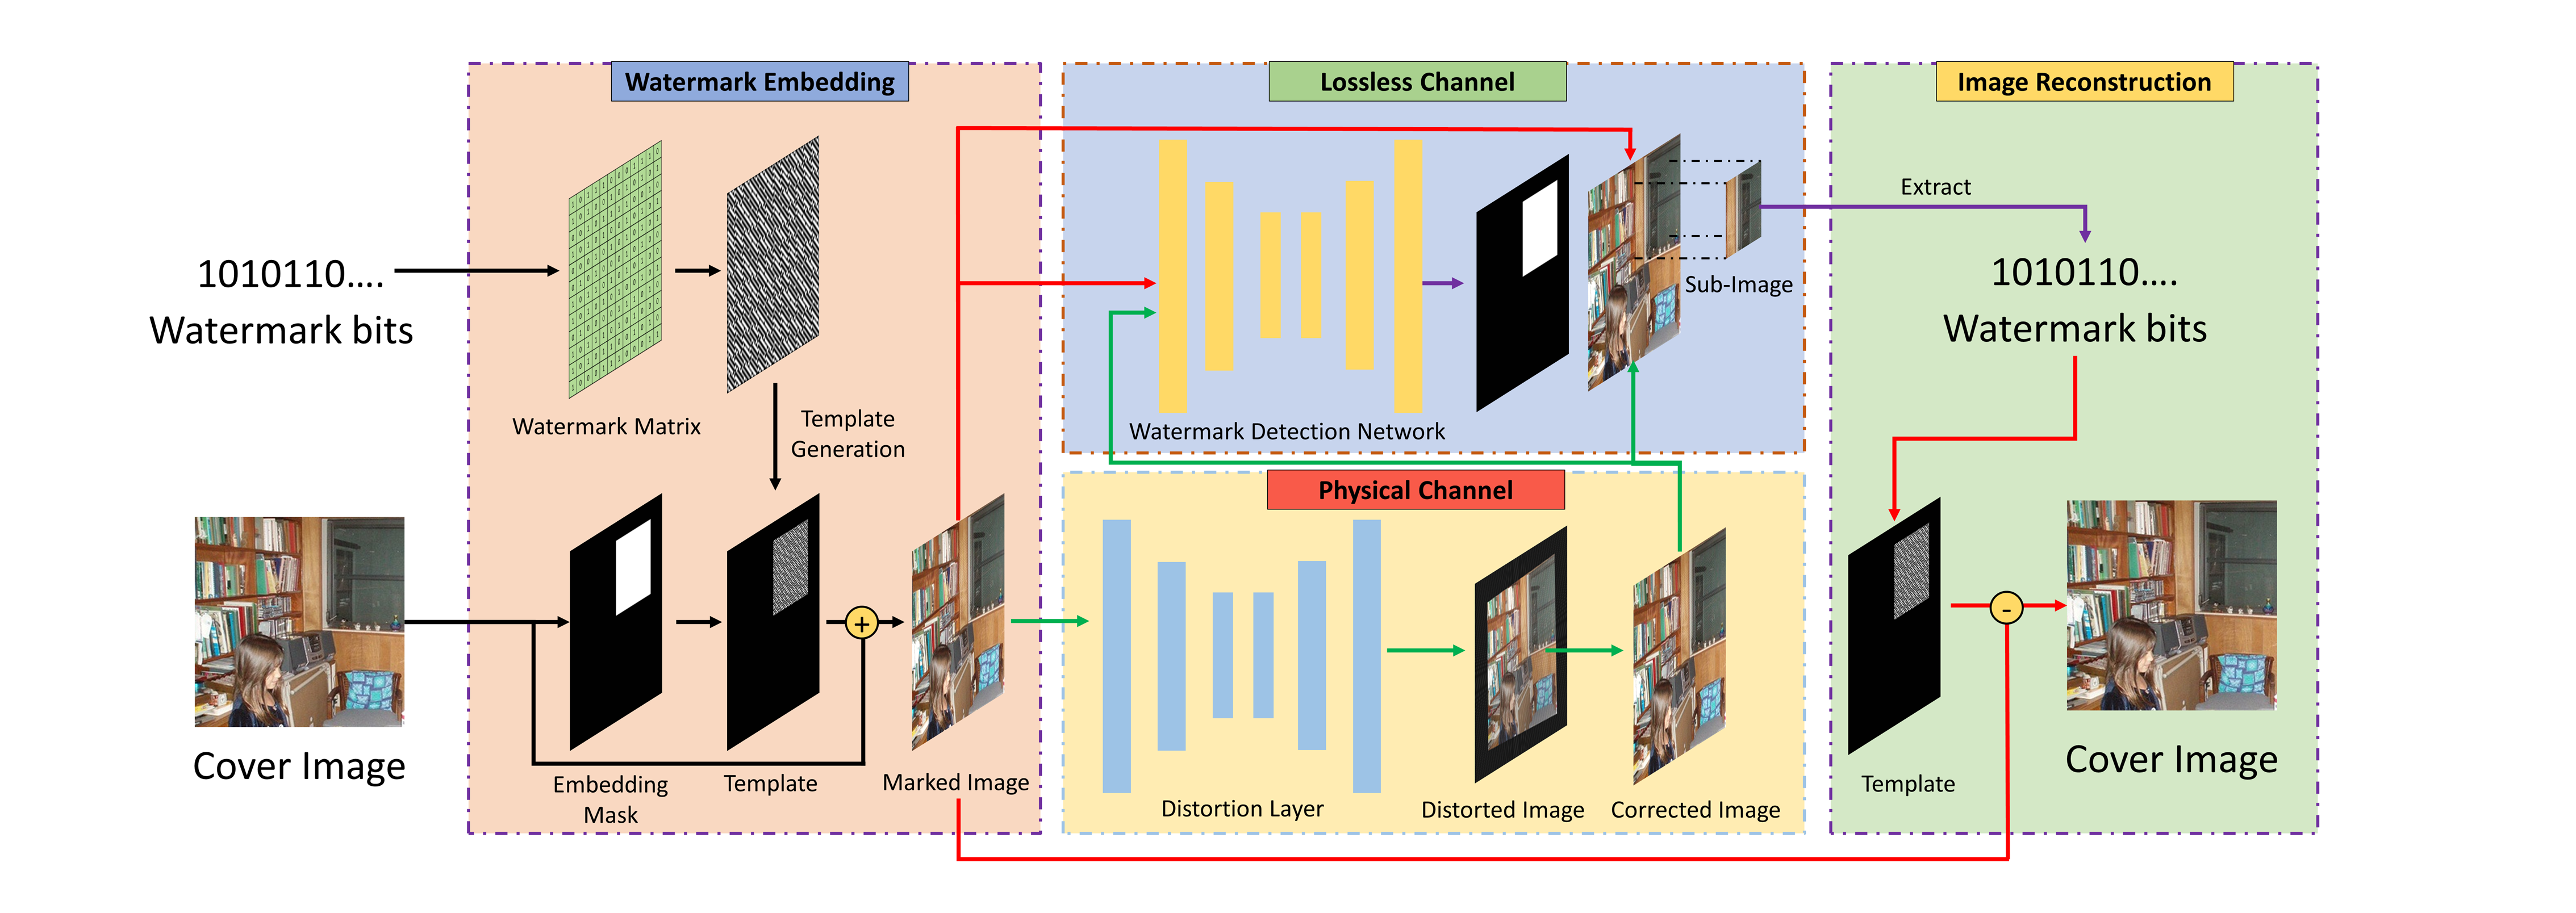 Watermark Embedding
Lossless Channel
Image Reconstruction
Extract
1010110....
Watermark bits
Sub-Image
1010110....
Watermark bits
Watermark Matrix
Template
Generation
Watermark Detection Network
Physical Channel
+
-
Cover Image
Embedding
Mask
Template
Marked Image
Distortion Layer
Distorted Image
Corrected Image
Template
Cover Image